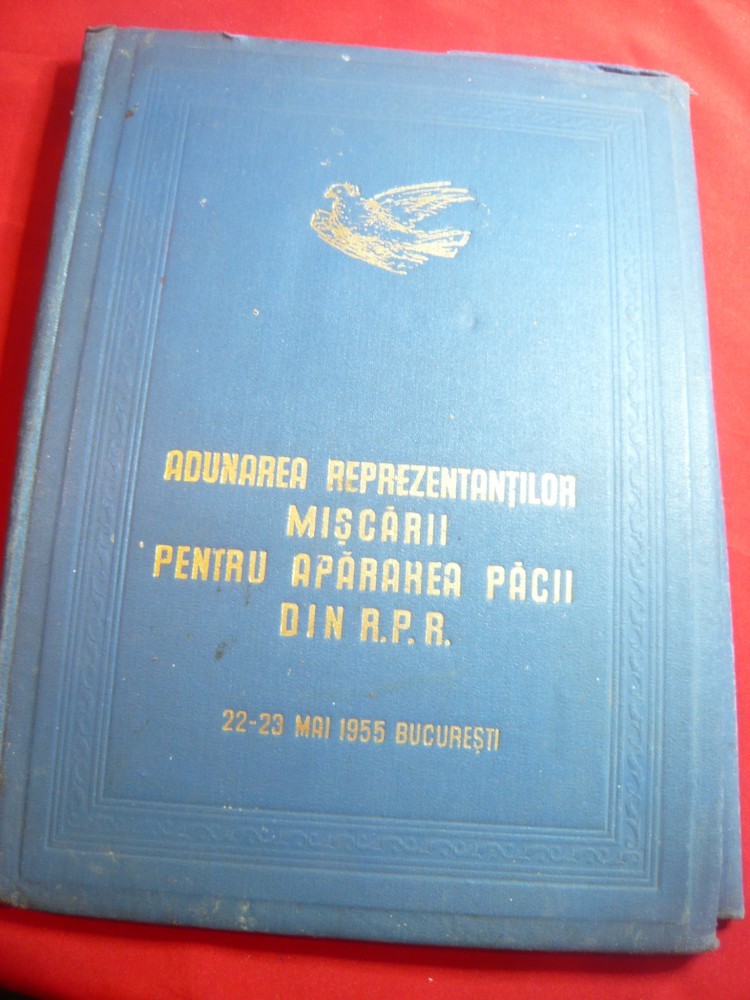 ADUNAREA REPREZENTANȚILOR
MIȘCĂRII
PENTRU APĂRAREA PĂCII
DIN R.P.R.
22-23 MAI 1955 BUCUREȘTI